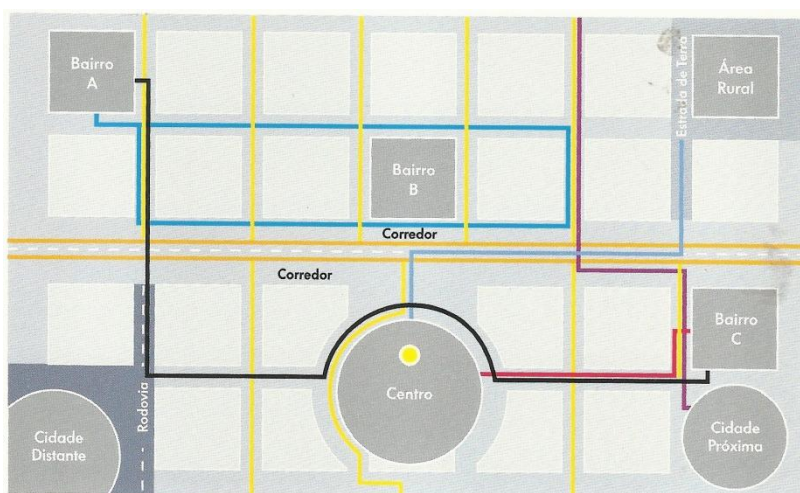 Bairro
A
Estrada de Terra
Área
Rural
Bairro
B
Corredor
Corredor
Bairro
C
Rodovia
Centro
Cidade
Distante
Cidade
Próxima